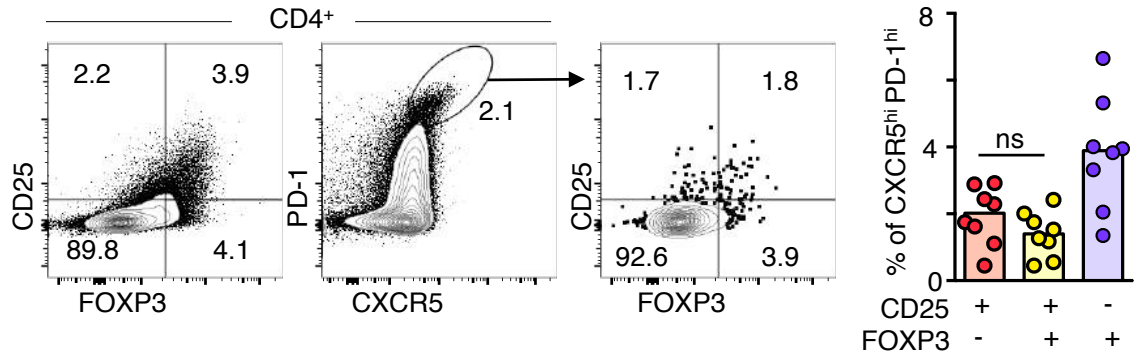 CD4⁺
CD25
2.2
3.9
89.8
4.1
FOXP3
PD-1
2.1
CXCR5
CD25
1.7
1.8
92.6
3.9
FOXP3
% of CXCR5ʰⁱ PD-1ʰⁱ
8
4
0
ns
CD25 + + -
FOXP3 - + +